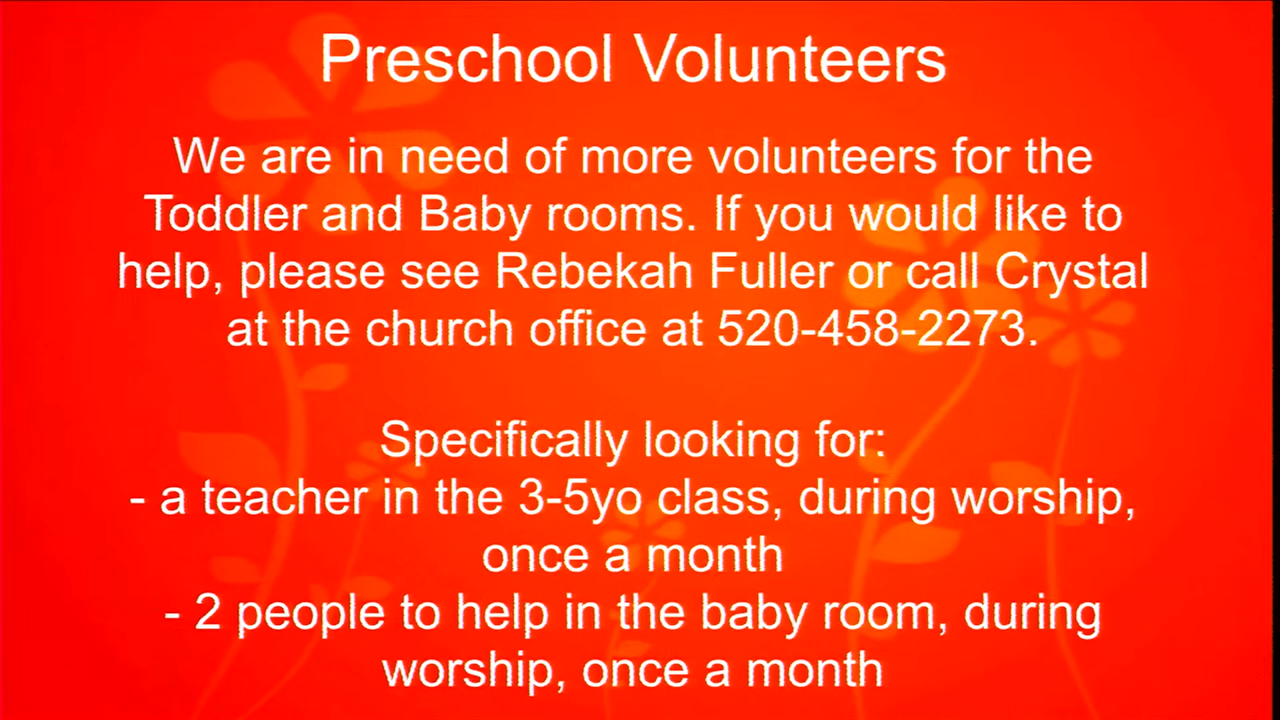 Preschool Volunteers
We are in need of more volunteers for the
Toddler and Baby rooms. If you would like to
help, please see Rebekah Fuller or call Crystal
at the church office at 520-458-2273.
Specifically looking for:
- a teacher in the 3-5yo class, during worship,
once a month
- 2 people to help in the baby room, during
worship, once a month